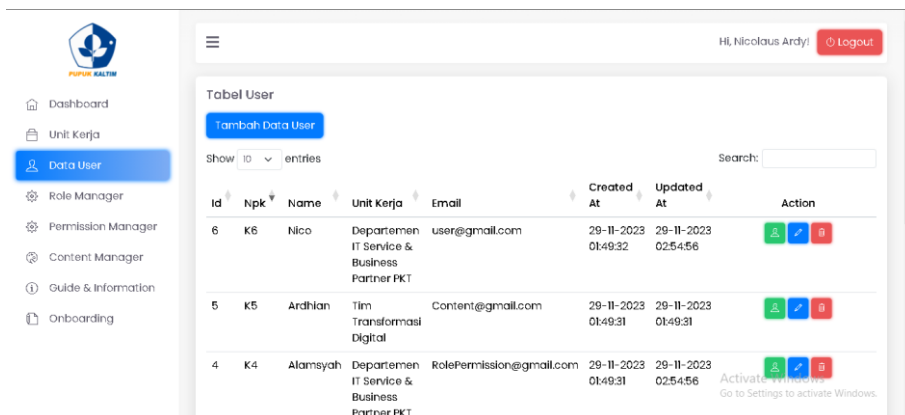 PUPUK KALTIM
Dashboard
Unit Kerja
Data User
Role Manager
Permission Manager
Content Manager
Guide & Information
Onboarding
Hi, Nicolaus Ardy!
Logout
Tabel User
Tambah Data User
Show 10 entries
Search:
Id Npk Name Unit Kerja Email Created At Updated At Action
6 K6 Nico Departemen user@gmail.com 29-11-2023 29-11-2023
IT Service & 01:49:32 02:54:56
Business
Partner PKT
5 K5 Ardhian Tim Content@gmail.com 29-11-2023 29-11-2023
Transformasi 01:49:31 01:49:31
Digital
4 K4 Alamsyah Departemen RolePermission@gmail.com 29-11-2023 29-11-2023
IT Service & 01:49:31 02:54:56
Business
Partner PKT
Activate Windows
Go to Settings to activate Windows.